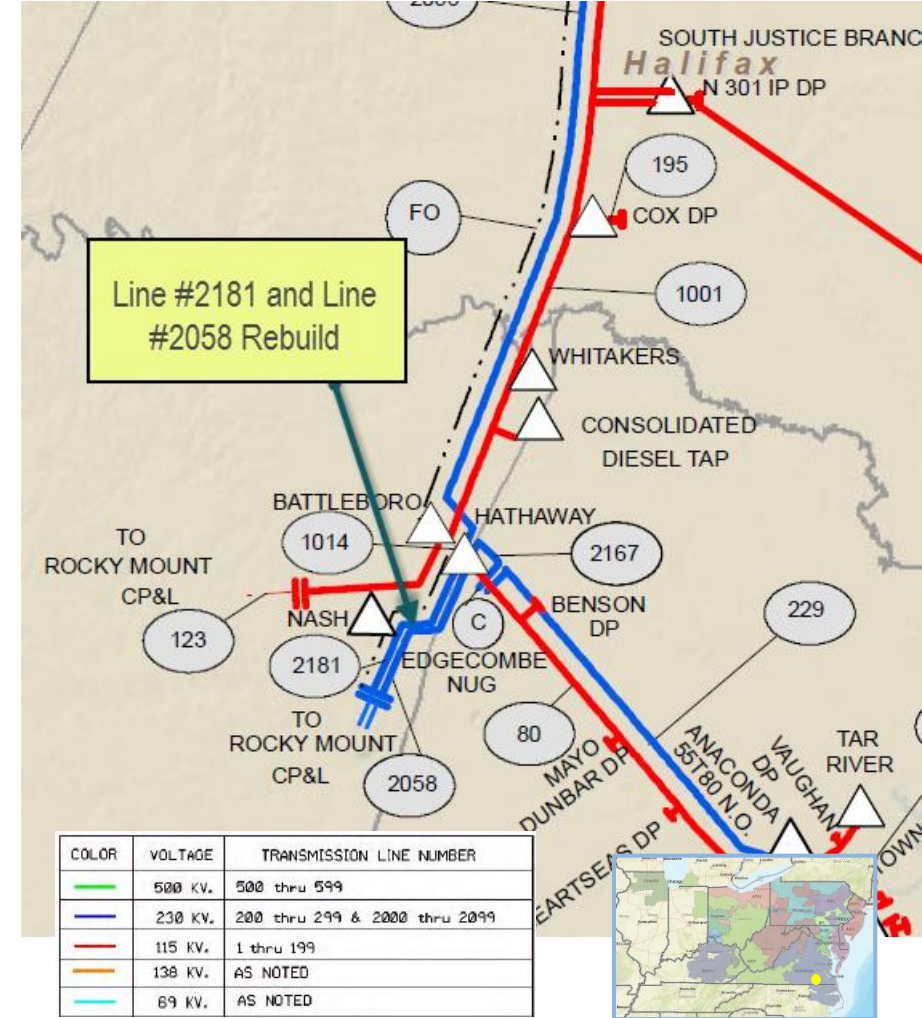 SOUTH JUSTICE BRANC
Halifax
N 301 IP DP
195
COX DP
FO
1001
Line #2181 and Line
#2058 Rebuild
WHITAKERS
CONSOLIDATED
DIESEL TAP
BATTLEBORO
HATHAWAY
1014
2167
TO
ROCKY MOUNT
CP&L
BENSON
DP
229
123
NASH
C
2181
EDGECOMBE
NUG
TO
ROCKY MOUNT
CP&L
80
2058
MAYO
DUNBAR DP
ANACONDA
55T80 N.O.
DP
VAUGHAN
TAR
RIVER
EARTSEAS DP
OWN
COLOR VOLTAGE TRANSMISSION LINE NUMBER
500 KV. 500 thru 599
230 KV. 200 thru 299 & 2000 thru 2099
115 KV. 1 thru 199
138 KV. AS NOTED
69 KV. AS NOTED